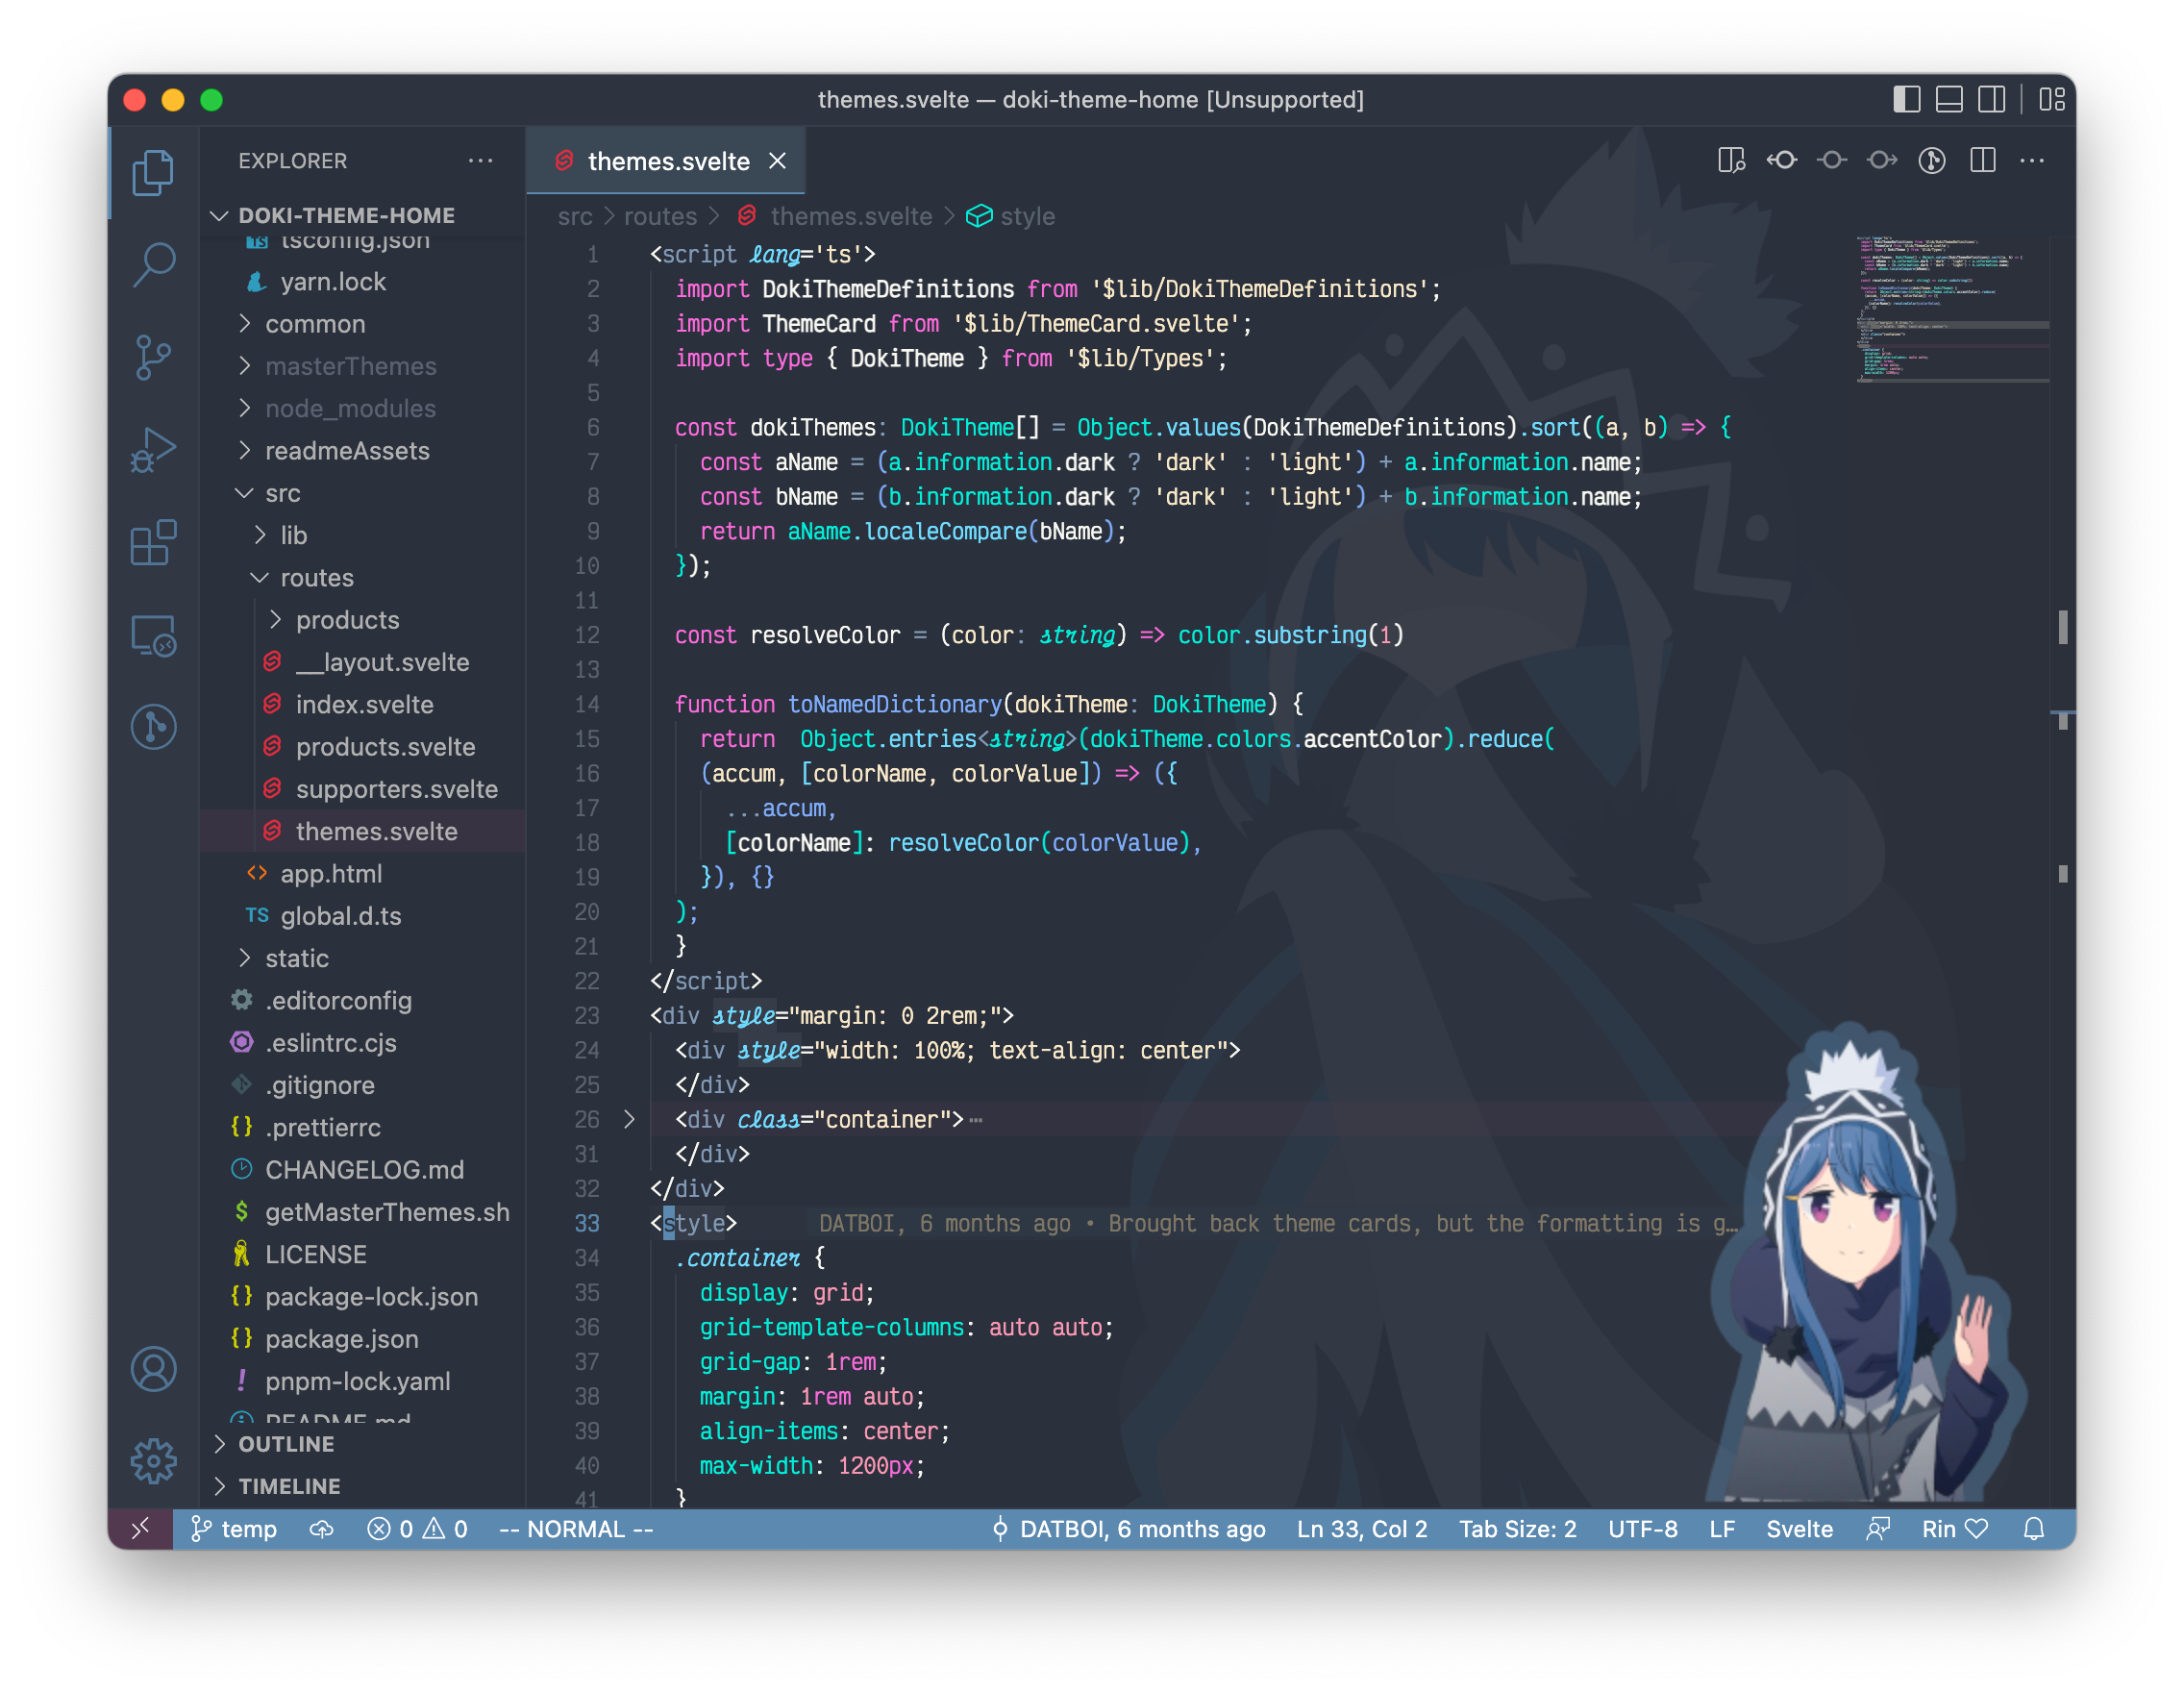 themes.svelte — doki-theme-home [Unsupported]
EXPLORER
DOKI-THEME-HOME
TS tsconfig.json
yarn.lock
common
masterThemes
node_modules
readmeAssets
src
lib
routes
products
__layout.svelte
index.svelte
products.svelte
supporters.svelte
themes.svelte
app.html
TS global.d.ts
static
.editorconfig
.eslintrc.cjs
.gitignore
{} .prettierrc
CHANGELOG.md
$ getMasterThemes.sh
LICENSE
{} package-lock.json
{} package.json
! pnpm-lock.yaml
README.md
OUTLINE
TIMELINE
themes.svelte
src > routes > themes.svelte > style
1 <script lang='ts'>
2 import DokiThemeDefinitions from '$lib/DokiThemeDefinitions';
3 import ThemeCard from '$lib/ThemeCard.svelte';
4 import type { DokiTheme } from '$lib/Types';
5
6 const dokiThemes: DokiTheme[] = Object.values(DokiThemeDefinitions).sort((a, b) => {
7 const aName = (a.information.dark ? 'dark' : 'light') + a.information.name;
8 const bName = (b.information.dark ? 'dark' : 'light') + b.information.name;
9 return aName.localeCompare(bName);
10 });
11
12 const resolveColor = (color: string) => color.substring(1)
13
14 function toNamedDictionary(dokiTheme: DokiTheme) {
15 return  Object.entries<string>(dokiTheme.colors.accentColor).reduce(
16 (accum, [colorName, colorValue]) => ({
17 ...accum,
18 [colorName]: resolveColor(colorValue),
19 }), {}
20 );
21 }
22 </script>
23 <div style="margin: 0 2rem;">
24 <div style="width: 100%; text-align: center">
25 </div>
26 <div class="container">⋯
31 </div>
32 </div>
33 <style> DATBOI, 6 months ago • Brought back theme cards, but the formatting is g…
34 .container {
35 display: grid;
36 grid-template-columns: auto auto;
37 grid-gap: 1rem;
38 margin: 1rem auto;
39 align-items: center;
40 max-width: 1200px;
41 }
temp 0 0 -- NORMAL -- DATBOI, 6 months ago Ln 33, Col 2 Tab Size: 2 UTF-8 LF Svelte Rin ♡